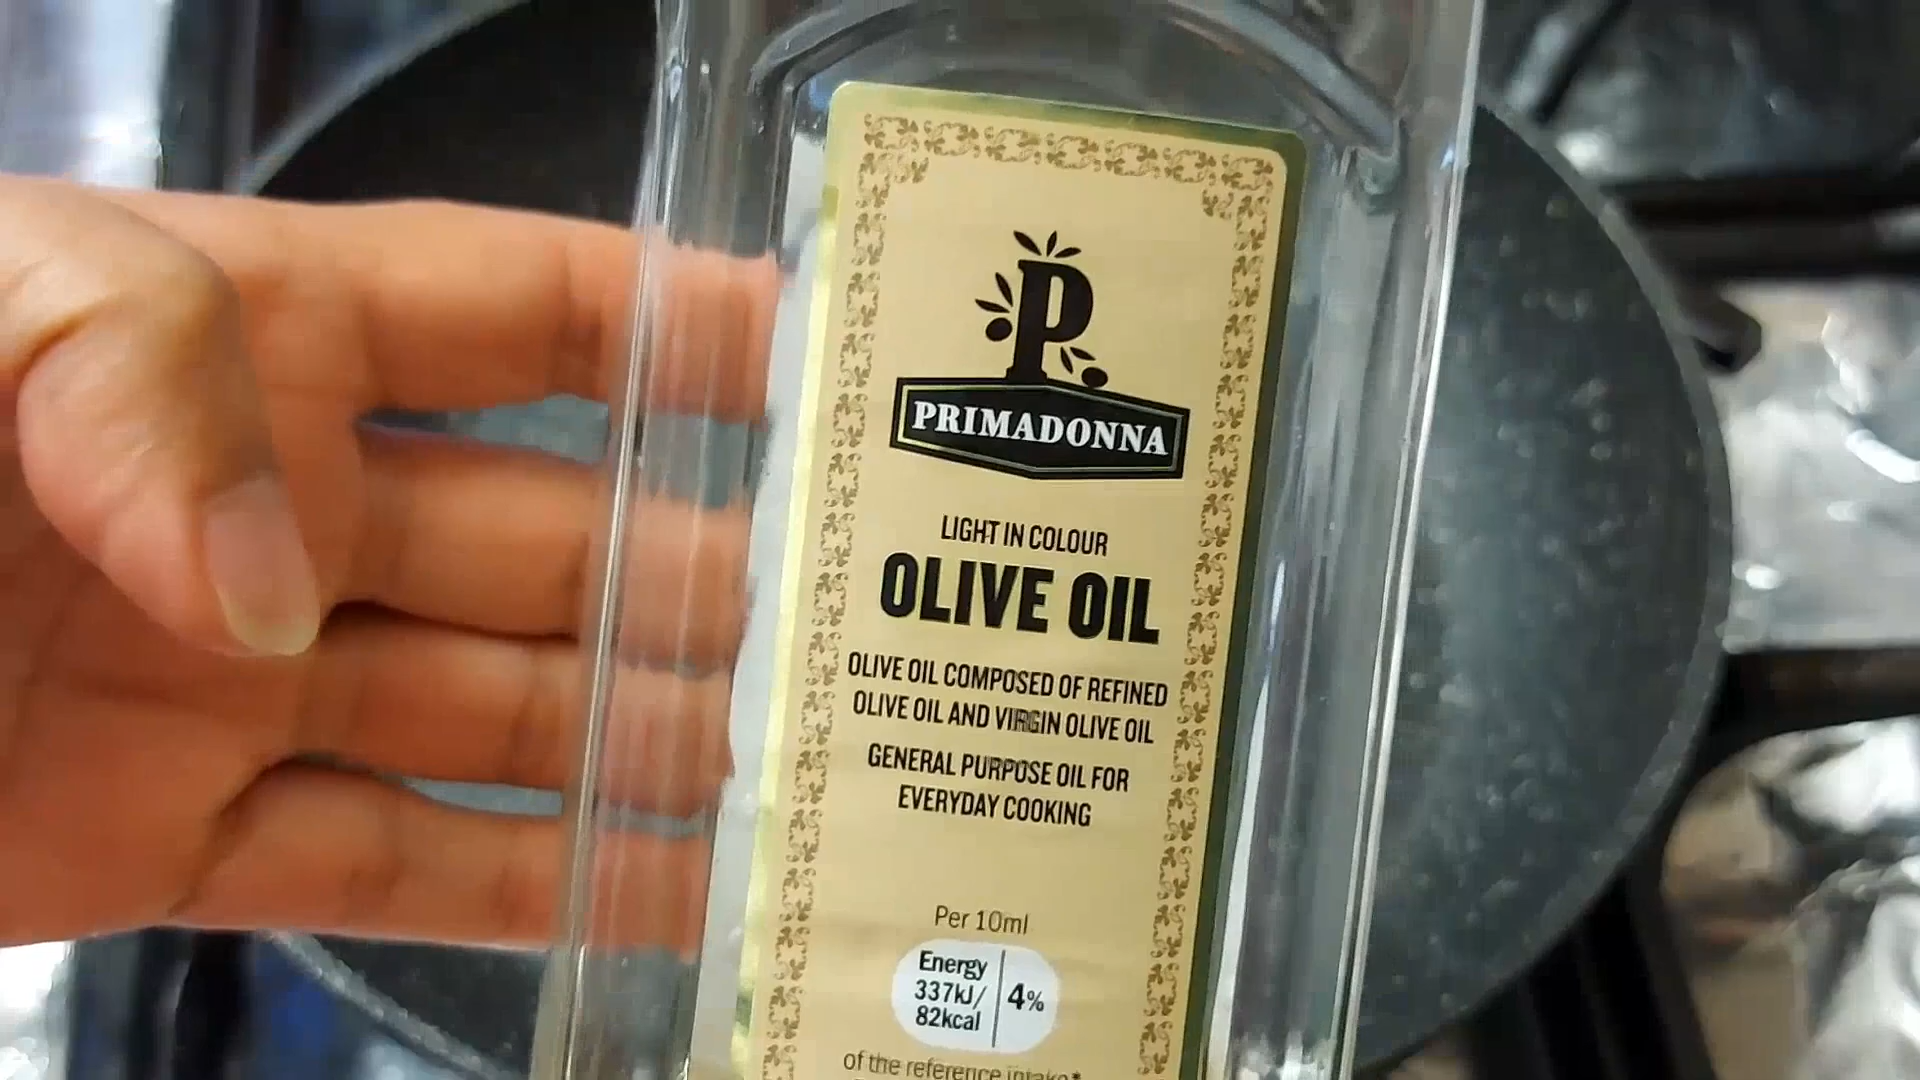 P
PRIMADONNA
LIGHT IN COLOUR
OLIVE OIL
OLIVE OIL COMPOSED OF REFINED
OLIVE OIL AND VIRGIN OLIVE OIL
GENERAL PURPOSE OIL FOR
EVERYDAY COOKING
Per 10ml
Energy
337kJ/
82kcal
4%
of the reference intake*